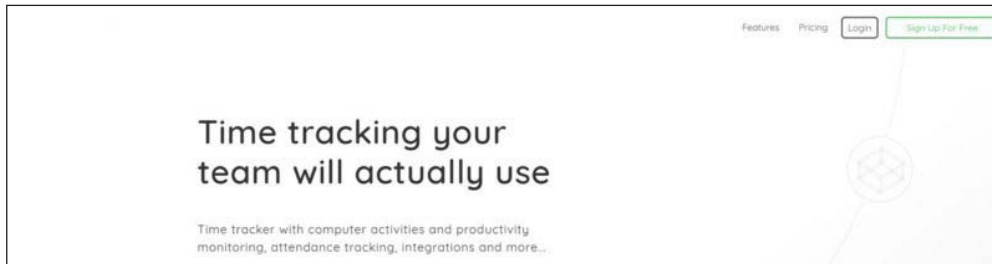 Features Pricing Login Sign Up For Free
Time tracking your
team will actually use
Time tracker with computer activities and productivity
monitoring, attendance tracking, integrations and more...